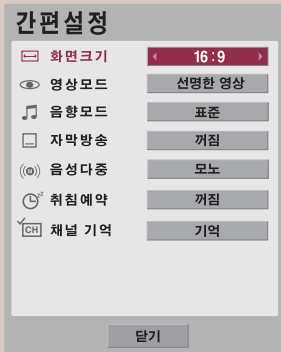 간편설정
화면크기 16:9
영상모드 선명한 영상
음향모드 표준
자막방송 꺼짐
음성다중 모노
취침예약 꺼짐
CH 채널 기억 기억
닫기